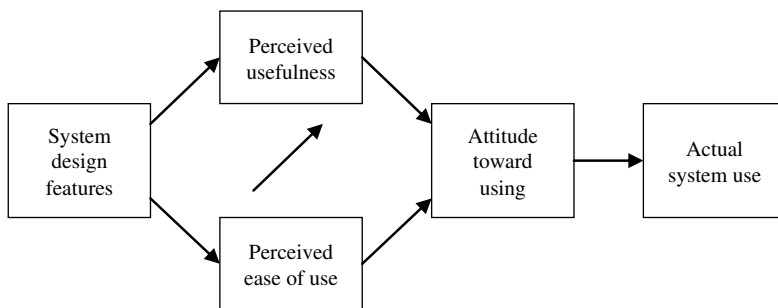 Perceived
usefulness
System
design
features
Attitude
toward
using
Actual
system use
Perceived
ease of use